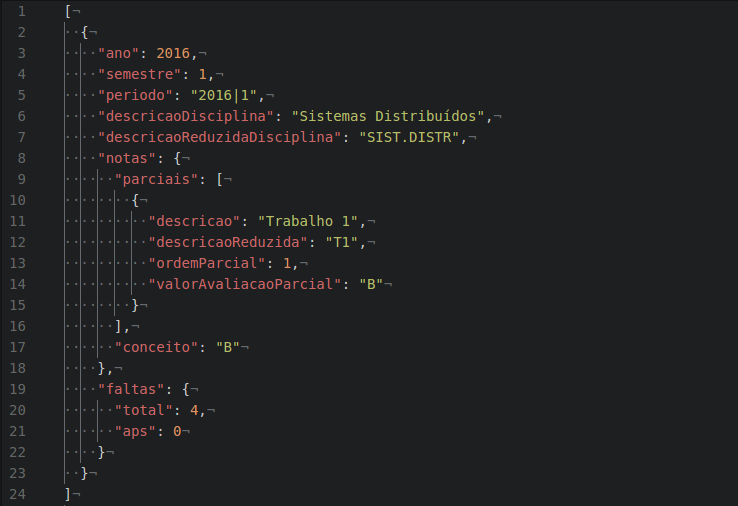 1 [
2 {
3 "ano": 2016,
4 "semestre": 1,
5 "periodo": "2016|1",
6 "descricaoDisciplina": "Sistemas Distribuídos",
7 "descricaoReduzidaDisciplina": "SIST.DISTR",
8 "notas": {
9 "parciais": [
10 {
11 "descricao": "Trabalho 1",
12 "descricaoReduzida": "T1",
13 "ordemParcial": 1,
14 "valorAvaliacaoParcial": "B"
15 }
16 ],
17 "conceito": "B"
18 },
19 "faltas": {
20 "total": 4,
21 "aps": 0
22 }
23 }
24 ]